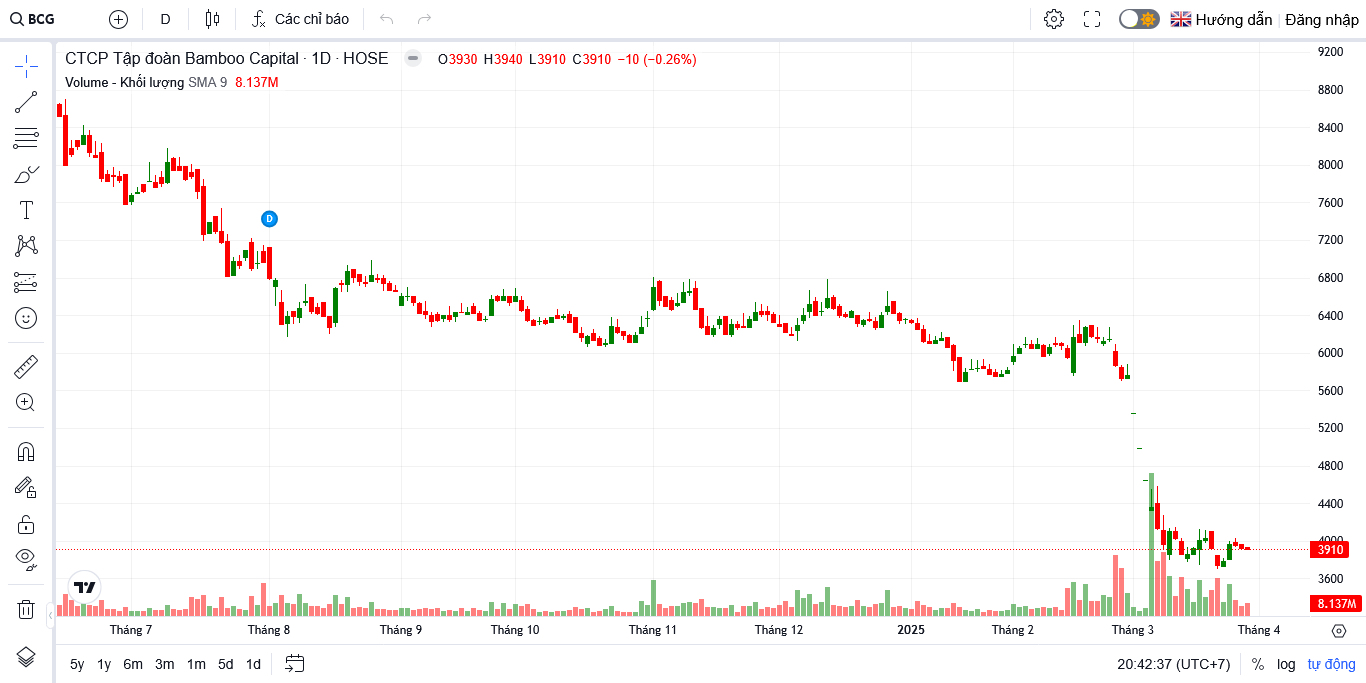 BCG D Các chỉ báo Hướng dẫn Đăng nhập
CTCP Tập đoàn Bamboo Capital · 1D · HOSE O3930 H3940 L3910 C3910 −10 (−0.26%)
Volume - Khối lượng SMA 9 8.137M
D
9200
8800
8400
8000
7600
7200
6800
6400
6000
5600
5200
4800
4400
4000
3910
3600
8.137M
Tháng 7 Tháng 8 Tháng 9 Tháng 10 Tháng 11 Tháng 12 2025 Tháng 2 Tháng 3 Tháng 4
5y 1y 6m 3m 1m 5d 1d 20:42:37 (UTC+7) % log tự động